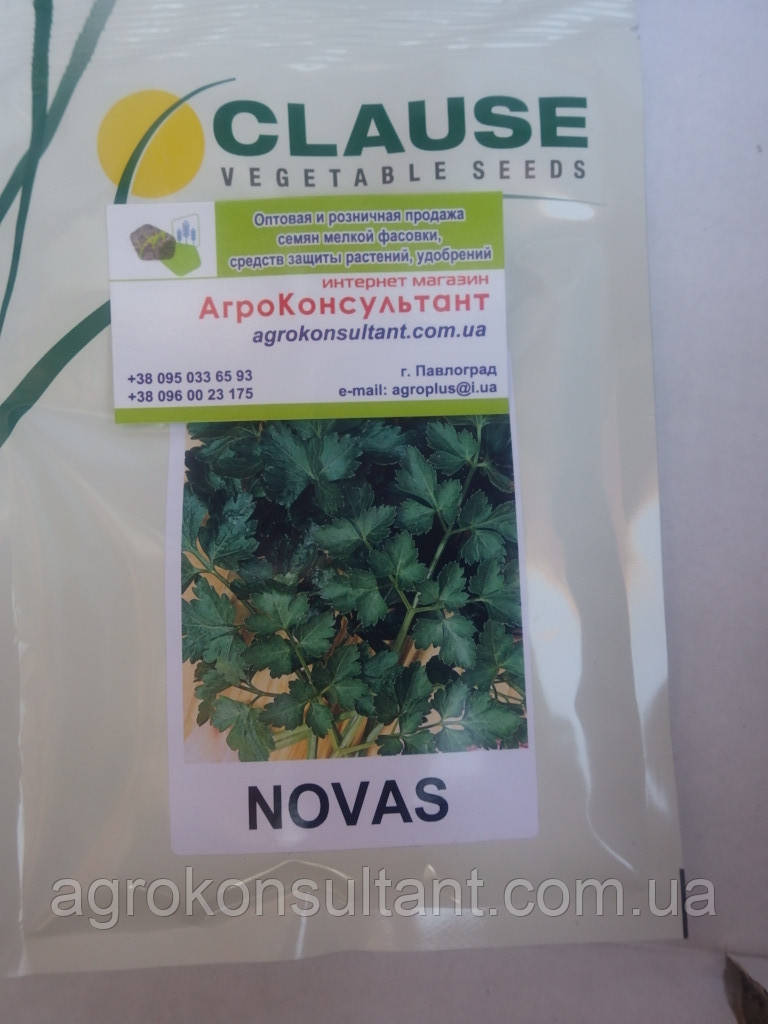 CLAUSE
VEGETABLE SEEDS
Оптовая и розничная продажа
семян мелкой фасовки,
средств защиты растений, удобрений
интернет магазин
АгроКонсультант
agrokonsultant.com.ua
+38 095 033 65 93
+38 096 00 23 175
г. Павлоград
e-mail: agroplus@i.ua
NOVAS
agrokonsultant.com.ua